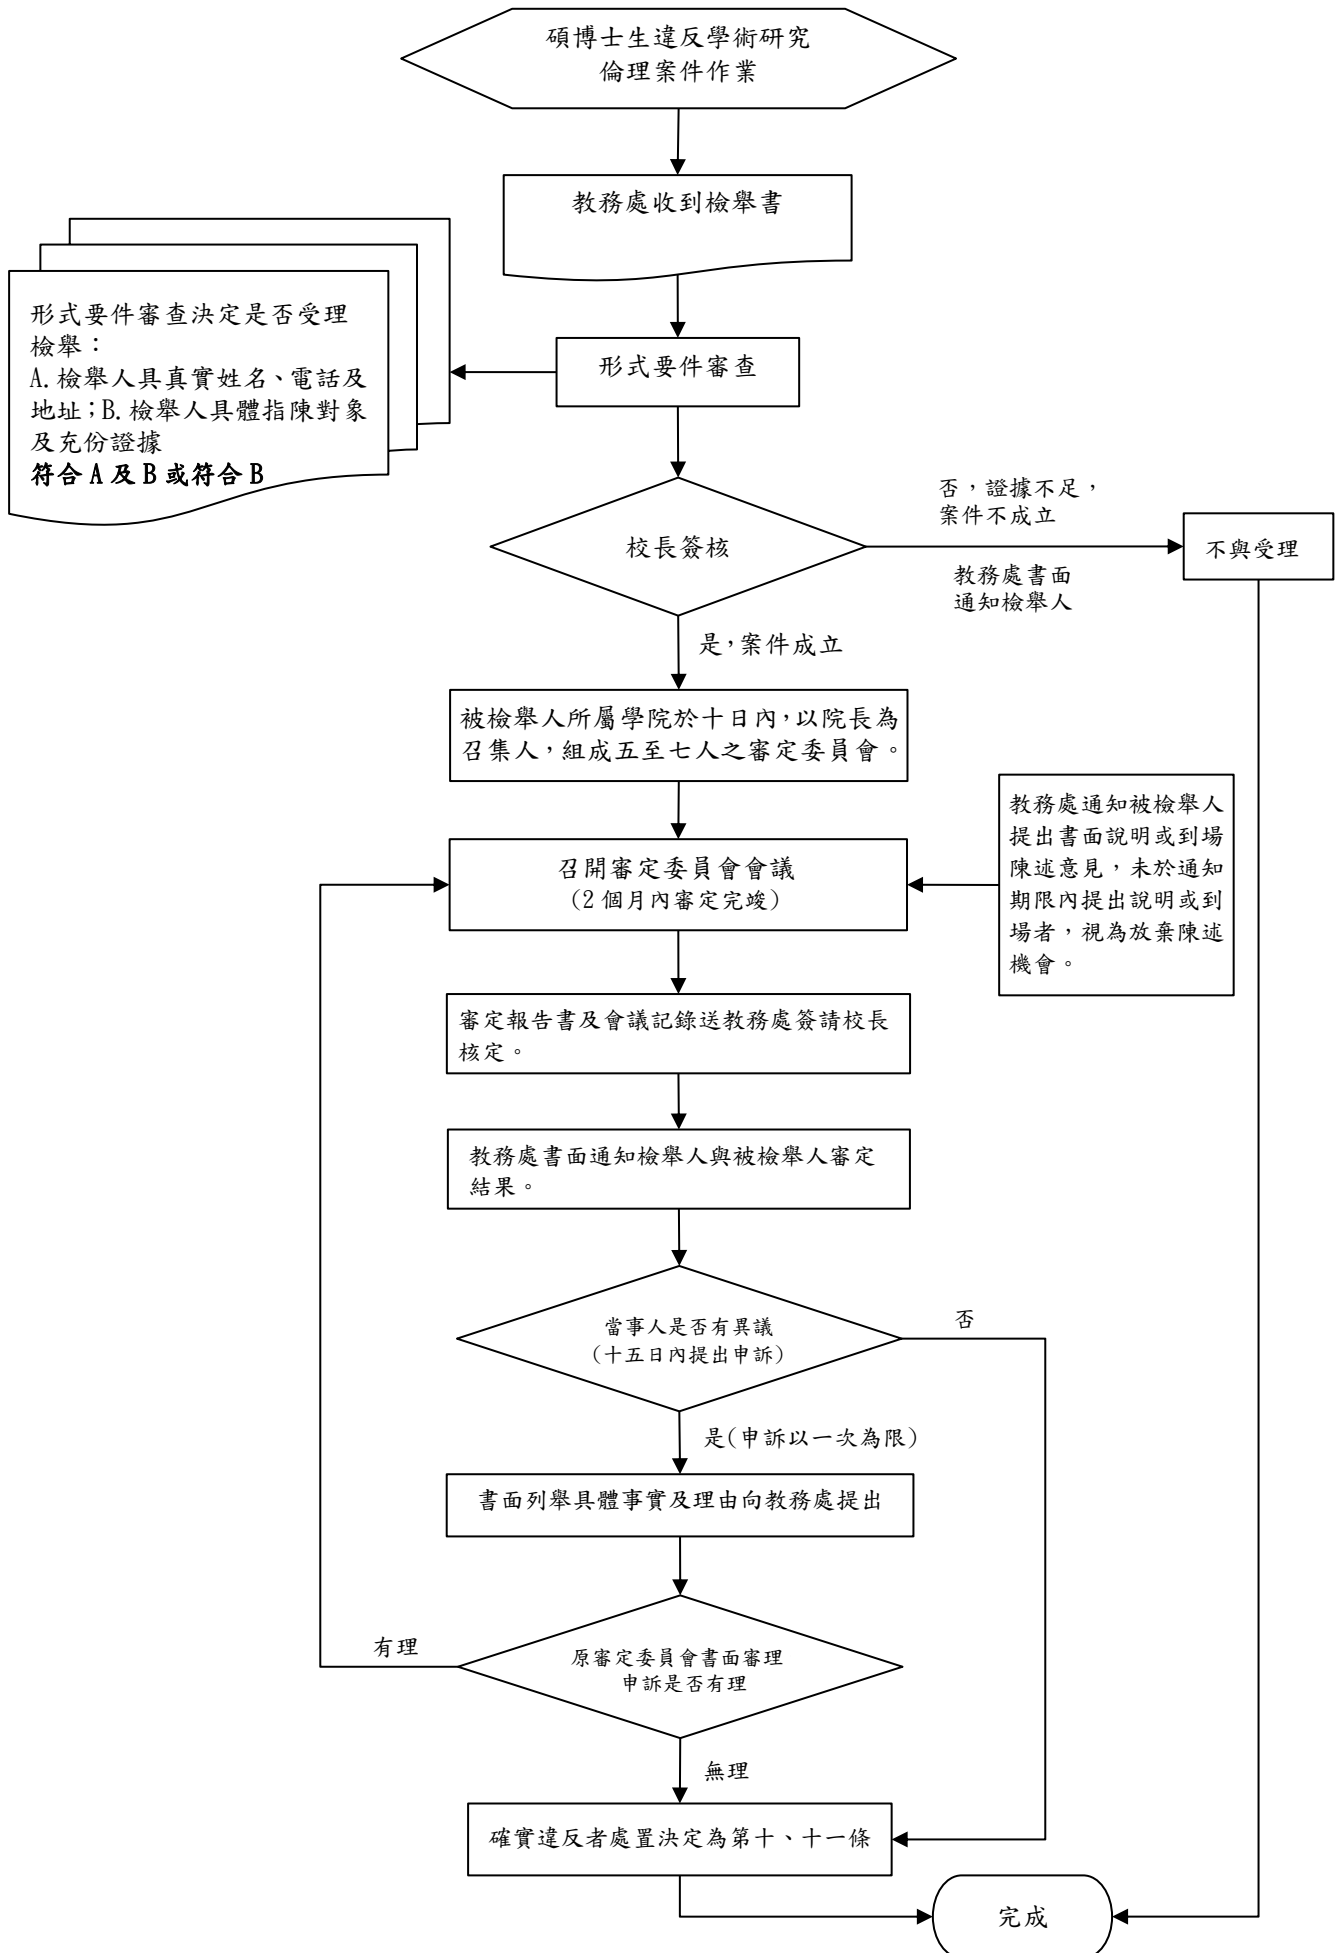 碩博士生違反學術研究
倫理案件作業
教務處收到檢舉書
形式要件審查決定是否受理
檢舉：
A.檢舉人具真實姓名、電話及
地址;B.檢舉人具體指陳對象
及充份證據
符合A及B或符合B
形式要件審查
校長簽核
否，證據不足，
案件不成立
教務處書面
通知檢舉人
不與受理
是，案件成立
被檢舉人所屬學院於十日內，以院長為
召集人，組成五至七人之審定委員會。
召開審定委員會會議
(2個月內審定完竣)
教務處通知被檢舉人
提出書面說明或到場
陳述意見，未於通知
期限內提出說明或到
場者，視為放棄陳述
機會。
審定報告書及會議記錄送教務處簽請校長
核定。
教務處書面通知檢舉人與被檢舉人審定
結果。
當事人是否有異議
(十五日內提出申訴)
否
是(申訴以一次為限)
書面列舉具體事實及理由向教務處提出
有理
原審定委員會書面審理
申訴是否有理
無理
確實違反者處置決定為第十、十一條
完成